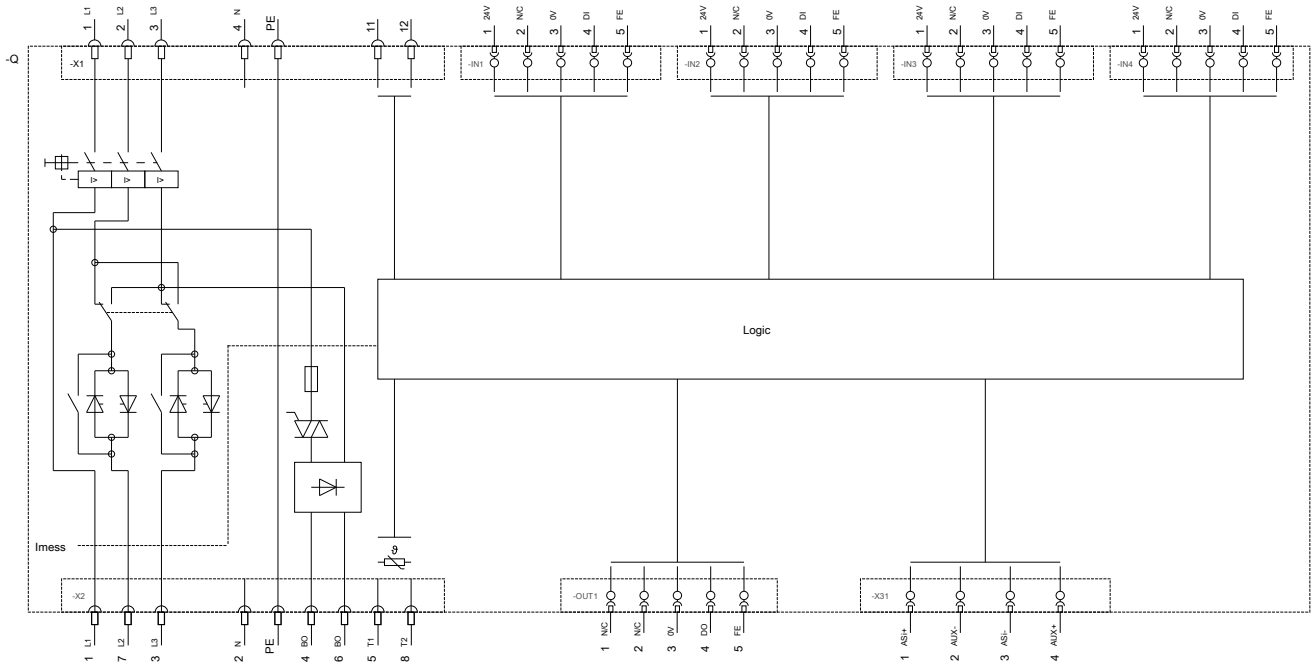 1 L1
2 L2
3 L3
4 N
PE
11
12
1 24V
2 N/C
3 0V
4 DI
5 FE
1 24V
2 N/C
3 0V
4 DI
5 FE
1 24V
2 N/C
3 0V
4 DI
5 FE
1 24V
2 N/C
3 0V
4 DI
5 FE
-Q
-X1
-IN1
-IN2
-IN3
-IN4
I>
I>
I>
Logic
Imess
ϑ
-X2
-OUT1
-X31
1 L1
7 L2
3 L3
2 N
PE
4 BO
6 BO
5 T1
8 T2
1 N/C
2 N/C
3 0V
4 DO
5 FE
1 ASi+
2 AUX-
3 ASi-
4 AUX+